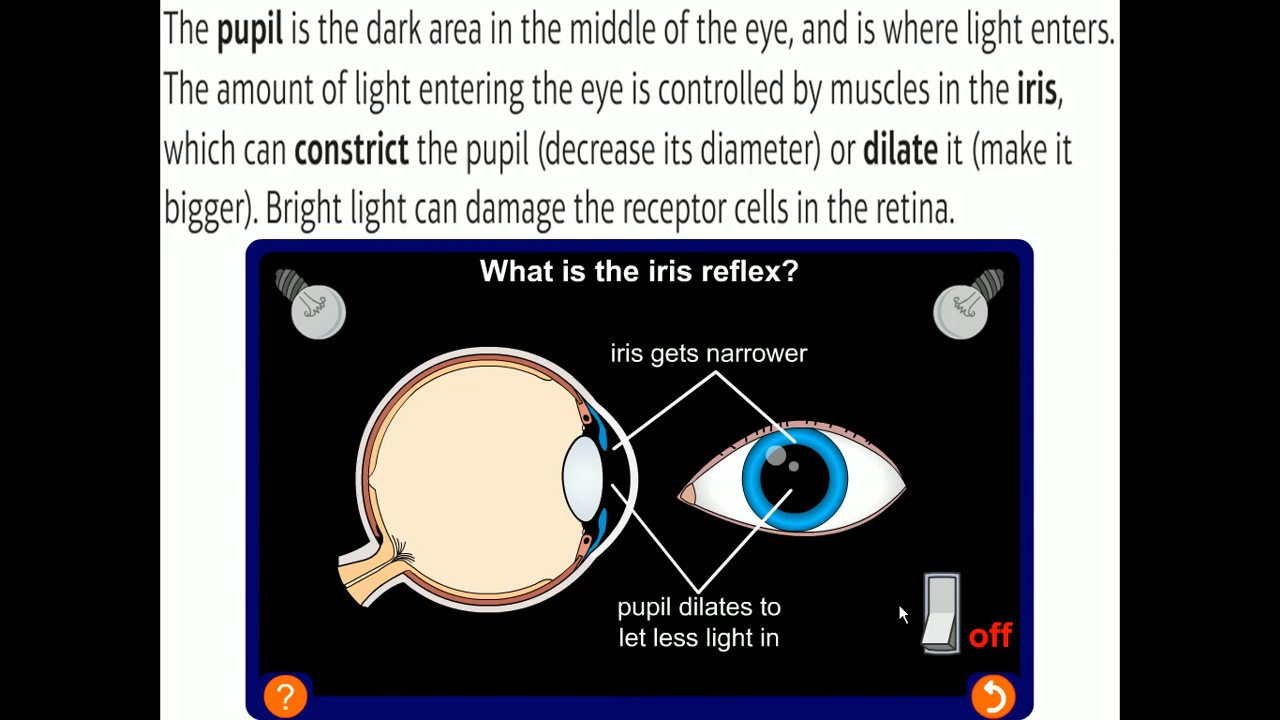 The pupil is the dark area in the middle of the eye, and is where light enters.
The amount of light entering the eye is controlled by muscles in the iris,
which can constrict the pupil (decrease its diameter) or dilate it (make it
bigger). Bright light can damage the receptor cells in the retina.
What is the iris reflex?
iris gets narrower
pupil dilates to
let less light in
off
?